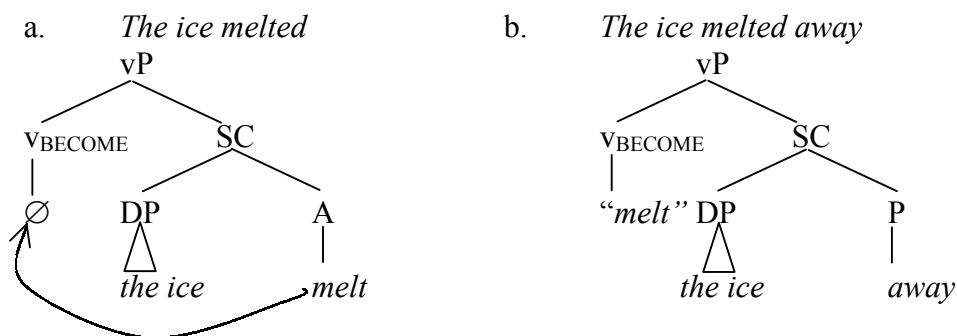 a. The ice melted b. The ice melted away
vP vP
vBECOME SC vBECOME SC
∅ DP A “melt” DP P
the ice melt the ice away